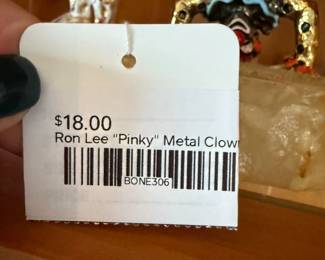 $18.00
Ron Lee "Pinky" Metal Clow
BONE306